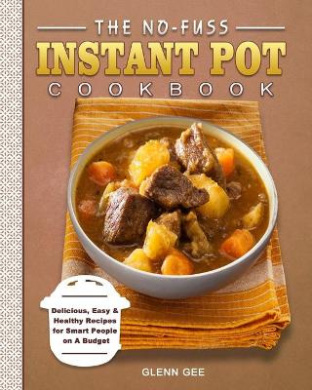 THE NO-FUSS
INSTANT POT
COOKBOOK
Delicious, Easy &
Healthy Recipes
for Smart People
on A Budget
GLENN GEE